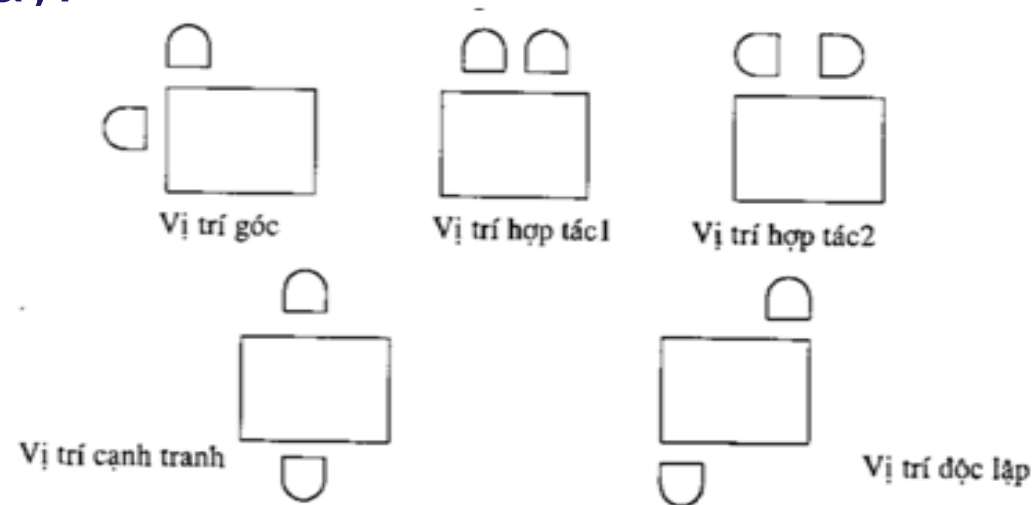 Vị trí góc
Vị trí hợp tác1
Vị trí hợp tác2
Vị trí cạnh tranh
Vị trí độc lập